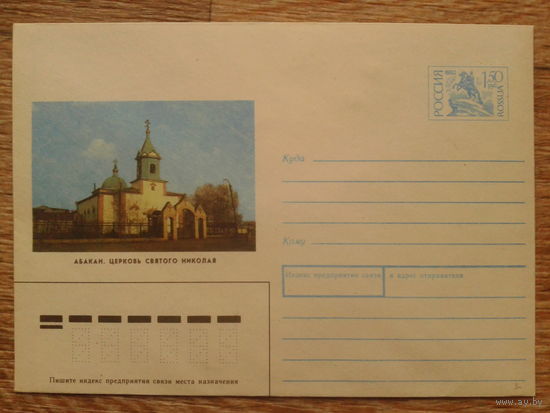 РОССИЯ
1992
1.50
ROSSIJA
Куда
Кому
Индекс предприятия связи и адрес отправителя
АБАКАН. ЦЕРКОВЬ СВЯТОГО НИКОЛАЯ
Пишите индекс предприятия связи места назначения
www.ay.by